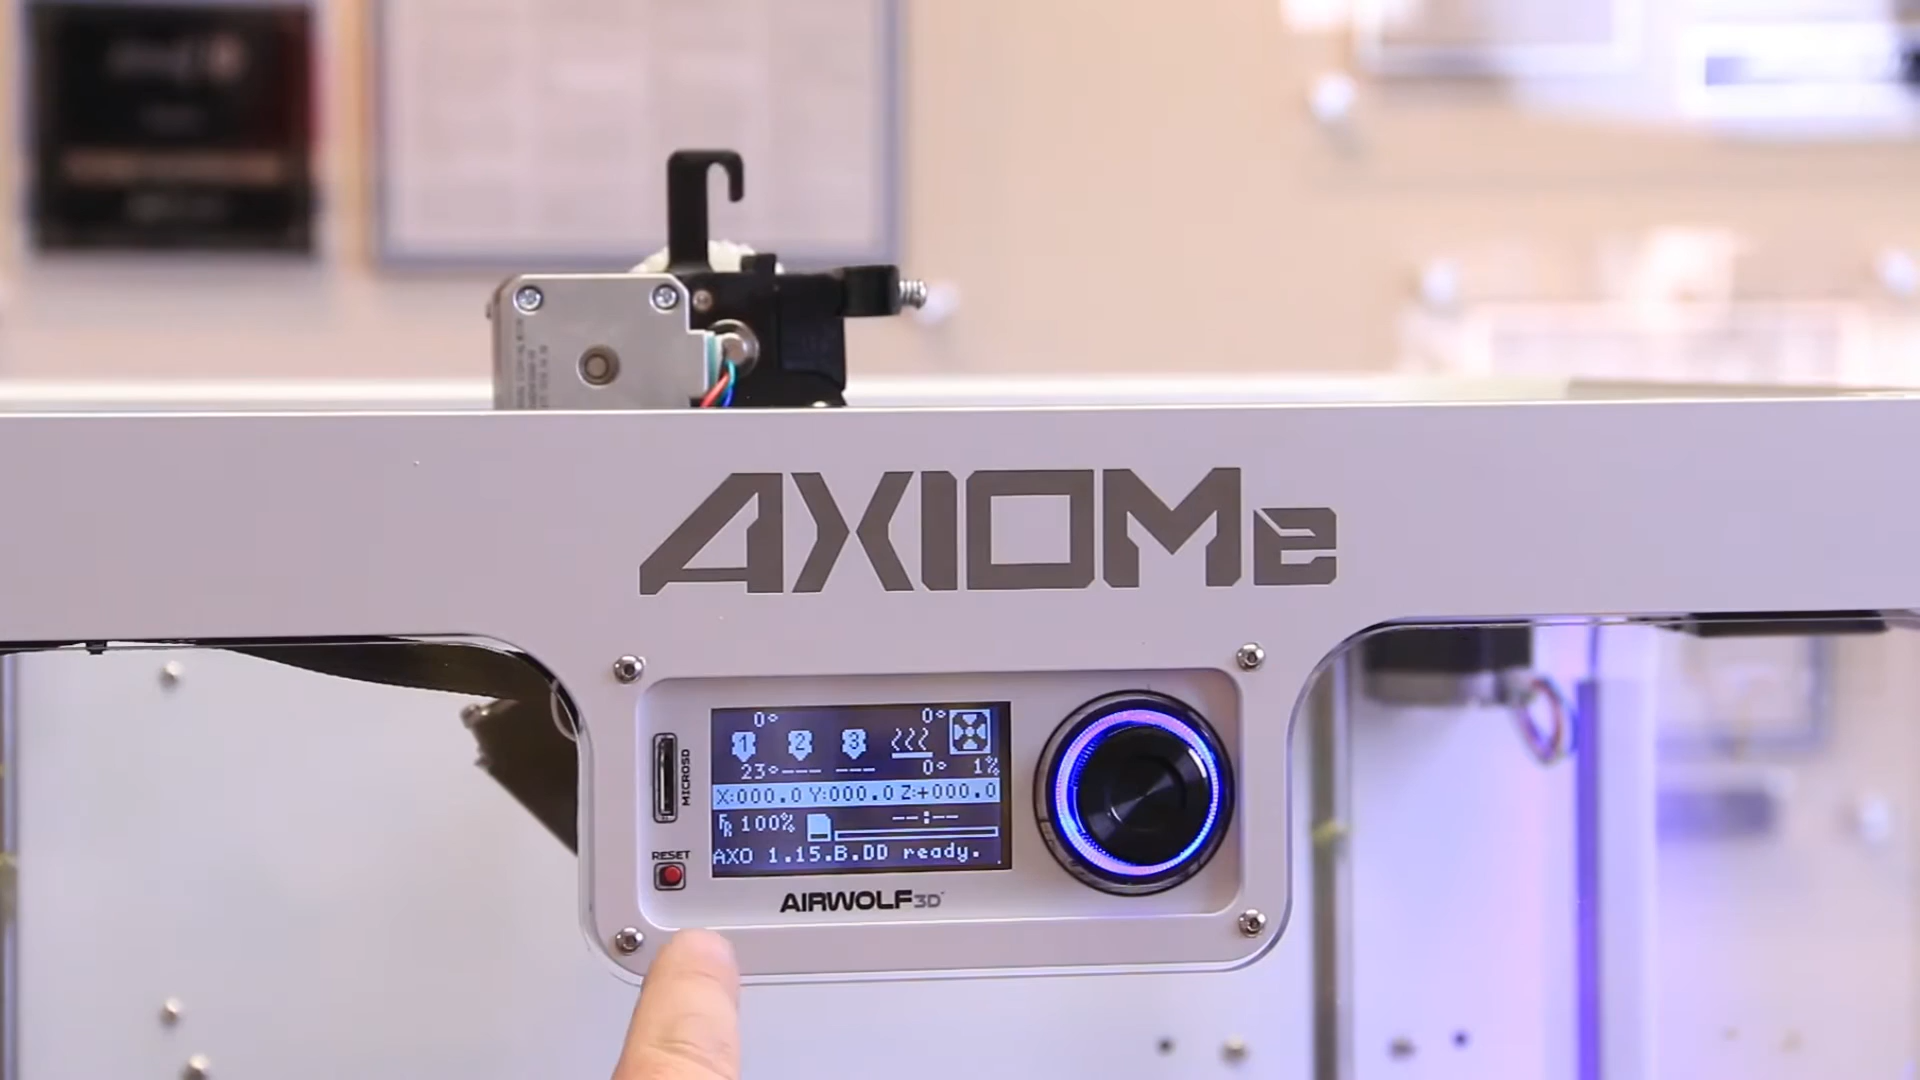 AXIOMe
0° 0°
1 2 3
23° --- --- 0° 1%
X:000.0 Y:000.0 Z:+000.0
FR 100% --:--
AXO 1.15.B.DD ready.
MICROSD
RESET
AIRWOLF3D